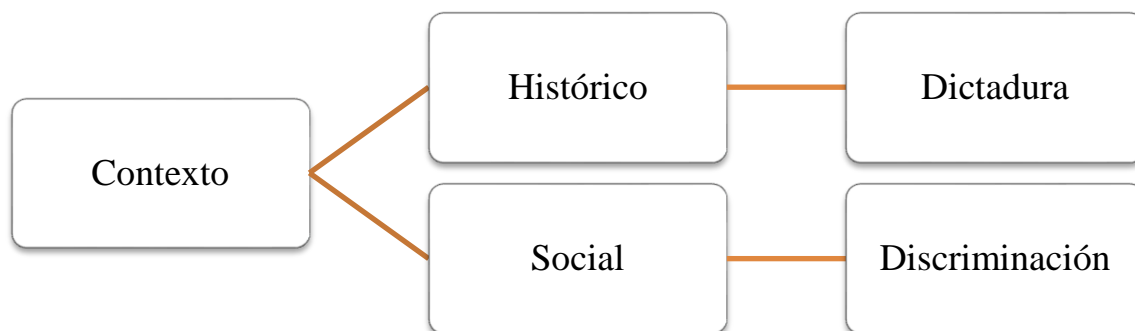 Contexto
Histórico
Dictadura
Social
Discriminación